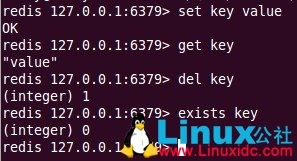 redis 127.0.0.1:6379> set key value
OK
redis 127.0.0.1:6379> get key
"value"
redis 127.0.0.1:6379> del key
(integer) 1
redis 127.0.0.1:6379> exists key
(integer) 0
redis 127.0.0.1:6379>
Linux公社
www.Linuxidc.com